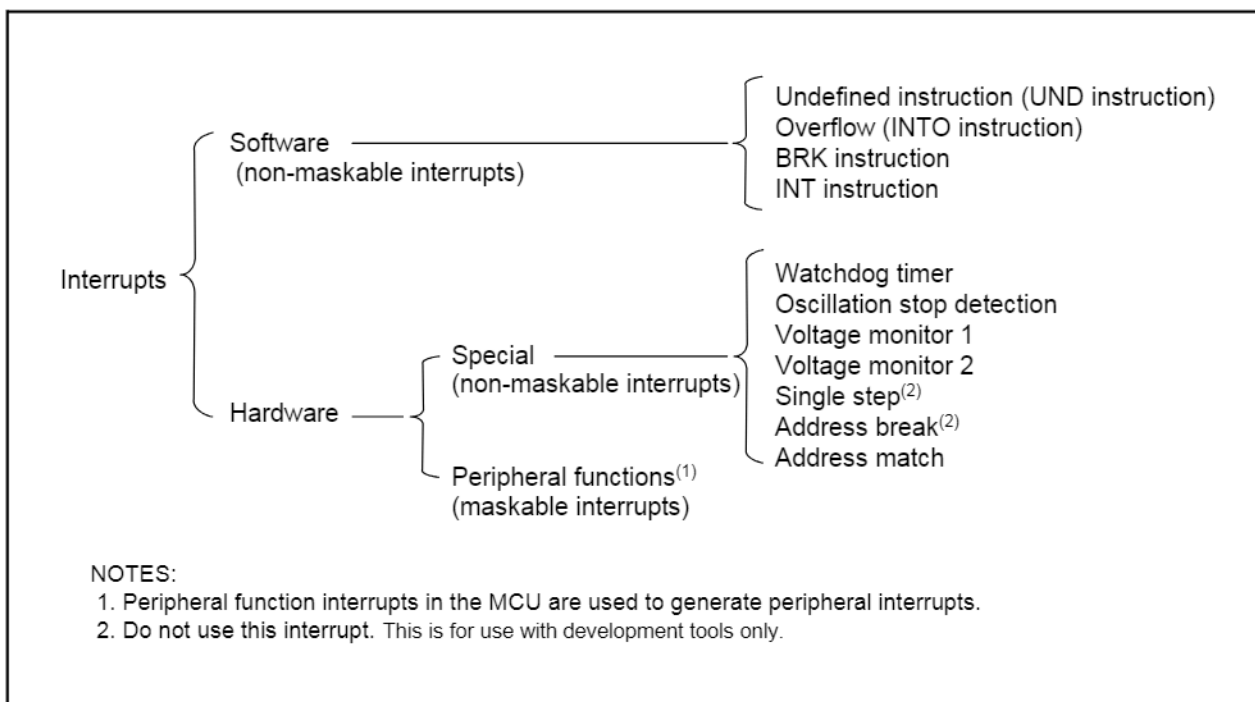 Interrupts
Software
(non-maskable interrupts)
Undefined instruction (UND instruction)
Overflow (INTO instruction)
BRK instruction
INT instruction
Hardware
Special
(non-maskable interrupts)
Watchdog timer
Oscillation stop detection
Voltage monitor 1
Voltage monitor 2
Single step(2)
Address break(2)
Address match
Peripheral functions(1)
(maskable interrupts)
NOTES:
1. Peripheral function interrupts in the MCU are used to generate peripheral interrupts.
2. Do not use this interrupt. This is for use with development tools only.